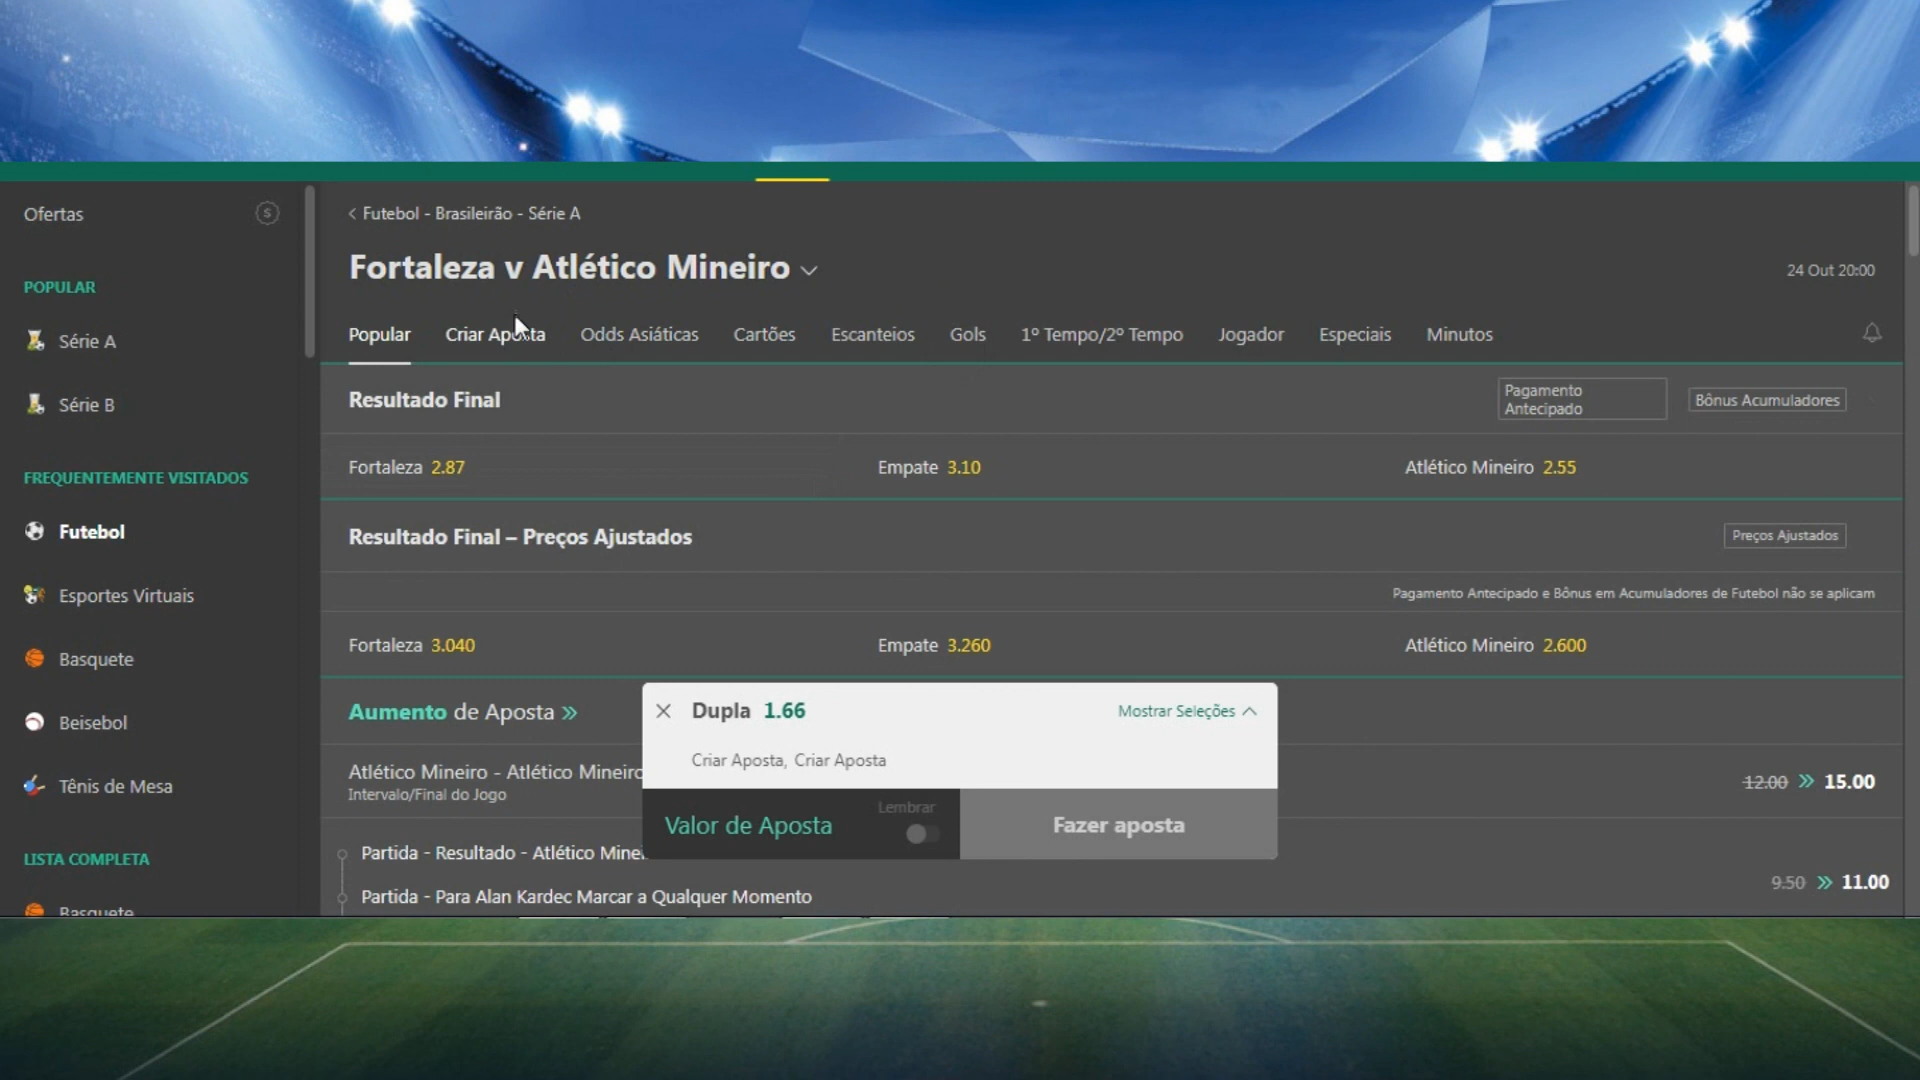 Ofertas
POPULAR
Série A
Série B
FREQUENTEMENTE VISITADOS
Futebol
Esportes Virtuais
Basquete
Beisebol
Tênis de Mesa
LISTA COMPLETA
Basquete
< Futebol - Brasileirão - Série A
Fortaleza v Atlético Mineiro
24 Out 20:00
Popular Criar Aposta Odds Asiáticas Cartões Escanteios Gols 1º Tempo/2º Tempo Jogador Especiais Minutos
Resultado Final
Pagamento
Antecipado
Bônus Acumuladores
Fortaleza 2.87 Empate 3.10 Atlético Mineiro 2.55
Resultado Final – Preços Ajustados
Preços Ajustados
Pagamento Antecipado e Bônus em Acumuladores de Futebol não se aplicam
Fortaleza 3.040 Empate 3.260 Atlético Mineiro 2.600
Aumento de Aposta »
Atlético Mineiro - Atlético Mineiro
Intervalo/Final do Jogo
12.00 » 15.00
Partida - Resultado - Atlético Mine
Partida - Para Alan Kardec Marcar a Qualquer Momento
9.50 » 11.00
Dupla 1.66
Mostrar Seleções
Criar Aposta, Criar Aposta
Valor de Aposta
Lembrar
Fazer aposta